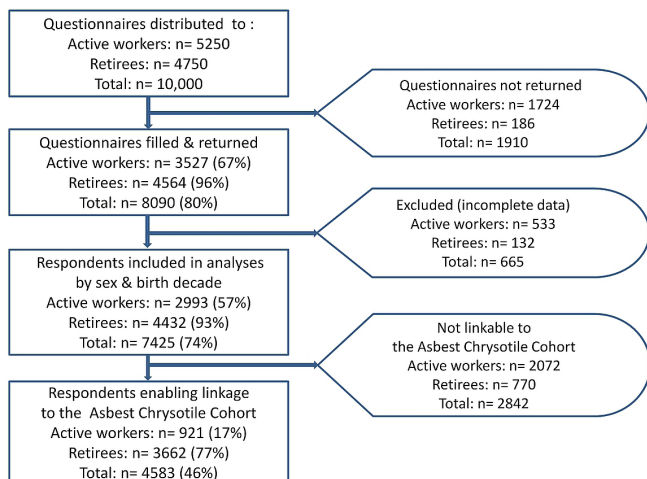 Questionnaires distributed to :
Active workers: n= 5250
Retirees: n= 4750
Total: n= 10,000
Questionnaires not returned
Active workers: n= 1724
Retirees: n= 186
Total: n= 1910
Questionnaires filled & returned
Active workers: n= 3527 (67%)
Retirees: n= 4564 (96%)
Total: n= 8090 (80%)
Excluded (incomplete data)
Active workers: n= 533
Retirees: n= 132
Total: n= 665
Respondents included in analyses
by sex & birth decade
Active workers: n= 2993 (57%)
Retirees: n= 4432 (93%)
Total: n= 7425 (74%)
Not linkable to
the Asbest Chrysotile Cohort
Active workers: n= 2072
Retirees: n= 770
Total: n= 2842
Respondents enabling linkage
to the Asbest Chrysotile Cohort
Active workers: n= 921 (17%)
Retirees: n= 3662 (77%)
Total: n= 4583 (46%)